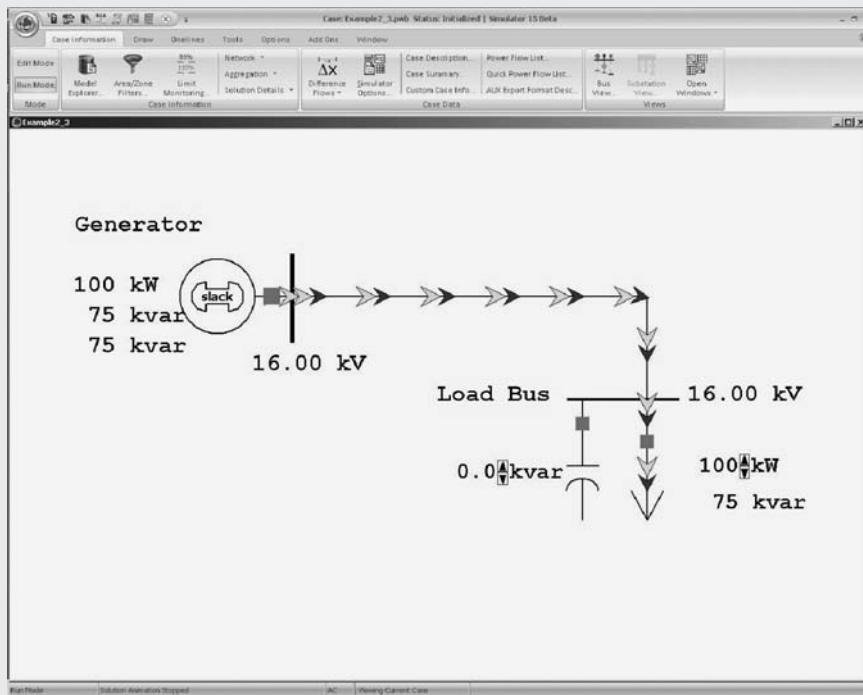 Case: Example2_3.pwb Status: Initialized | Simulator 15 Beta
Case Information Draw Onelines Tools Options Add Ons Window
Edit Mode
Run Mode
Mode
Model Explorer...
Area/Zone Filters...
Limit Monitoring...
Network
Aggregation
Solution Details
Case Information
Difference Flows
Simulator Options...
Case Description...
Case Summary...
Custom Case Info...
Power Flow List...
Quick Power Flow List...
AUX Export Format Desc...
Case Data
Bus View...
Substation View...
Open Windows
Views
Example2_3
Generator
100 kW
slack
75 kvar
75 kvar
16.00 kV
Load Bus
16.00 kV
0.0 kvar
100 kW
75 kvar
Run Mode
Solution Animation Stopped
AC
Viewing Current Case